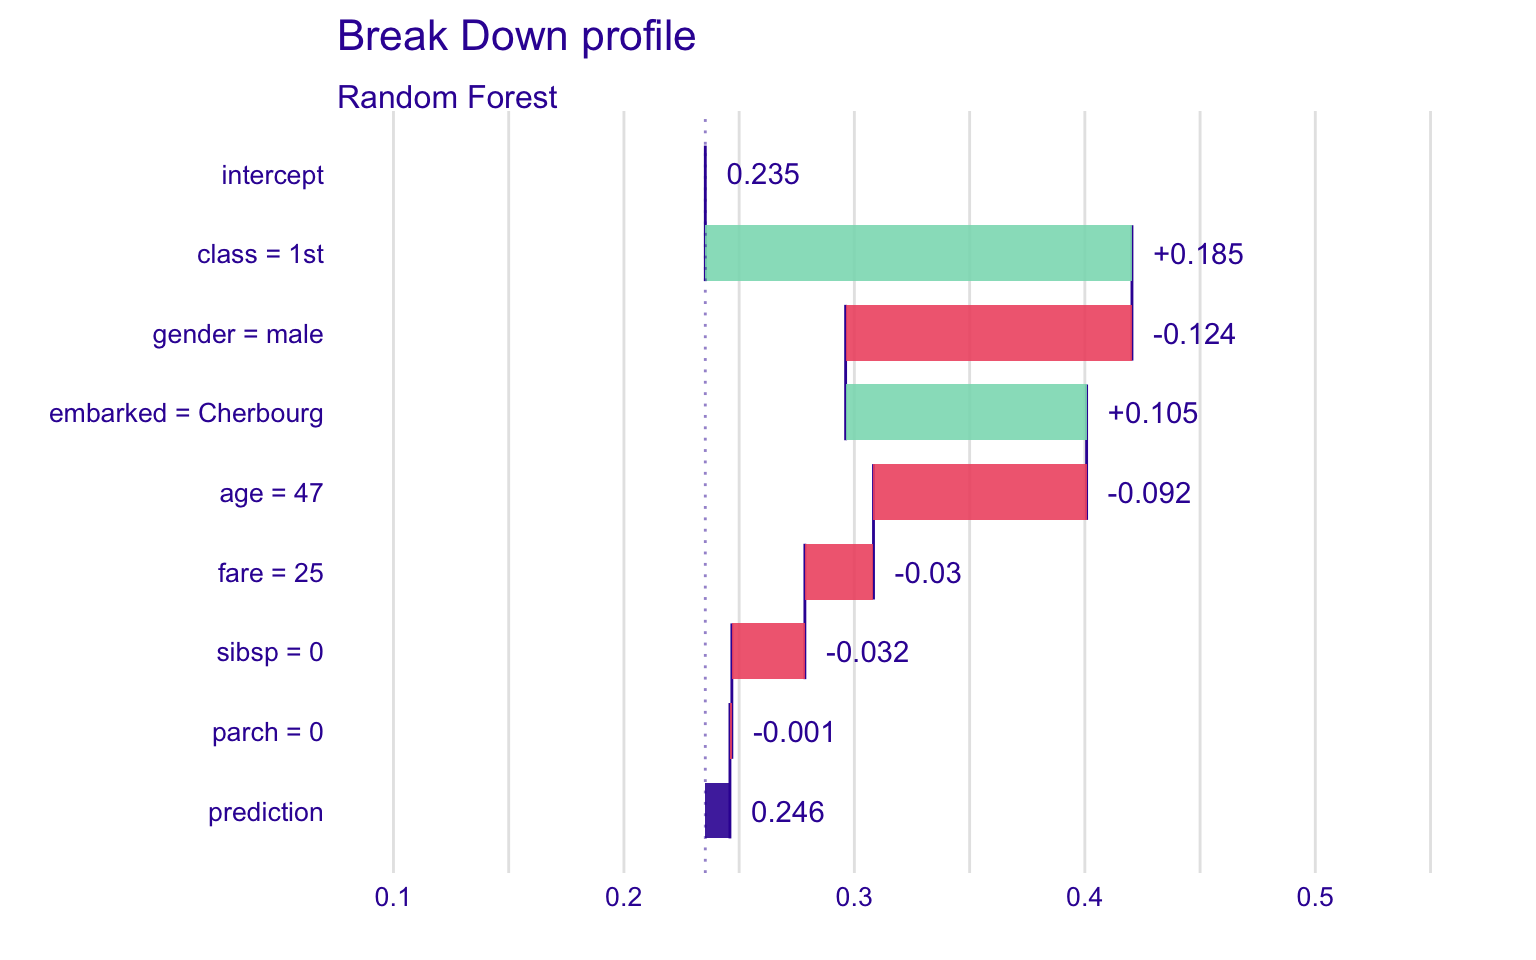 Break Down profile
Random Forest
intercept 0.235
class = 1st +0.185
gender = male -0.124
embarked = Cherbourg +0.105
age = 47 -0.092
fare = 25 -0.03
sibsp = 0 -0.032
parch = 0 -0.001
prediction 0.246
0.1 0.2 0.3 0.4 0.5